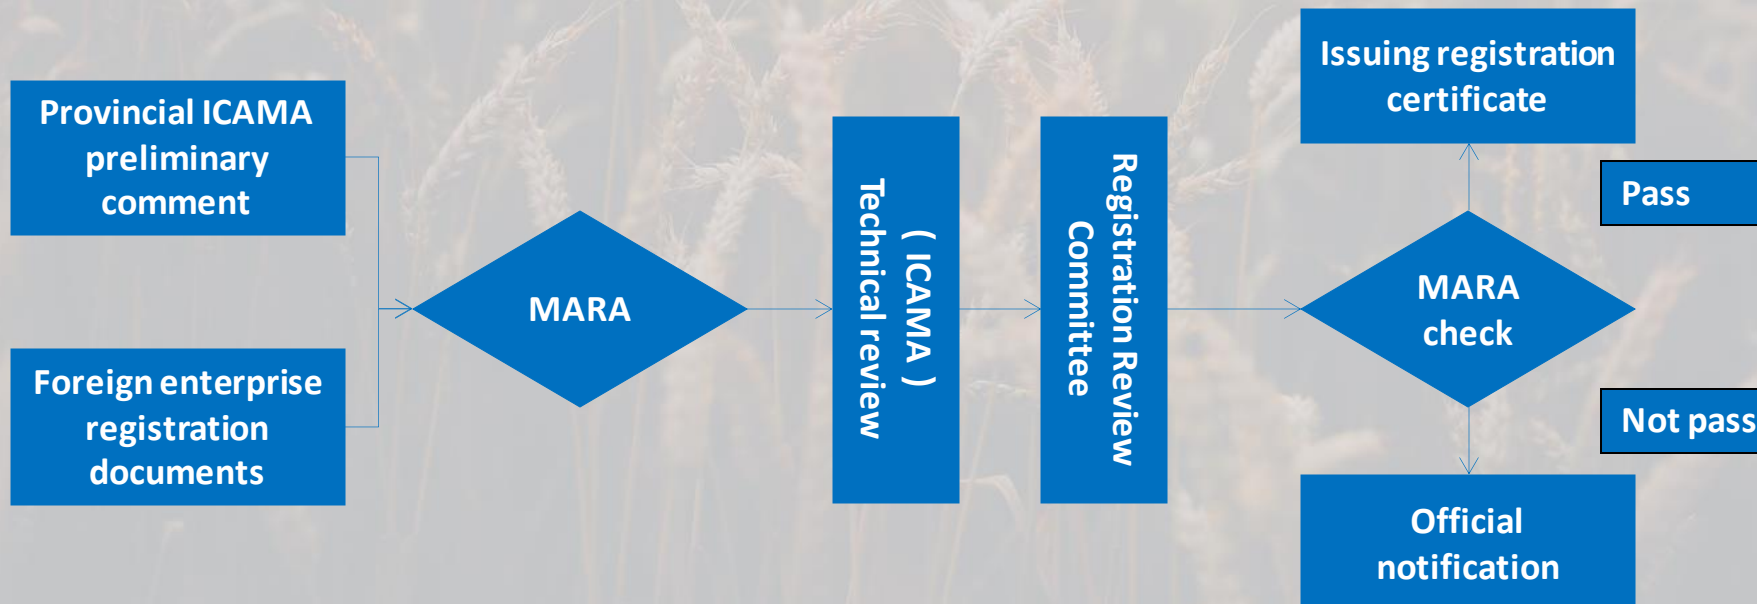 Provincial ICAMA
preliminary
comment
Foreign enterprise
registration
documents
MARA
Technical review
( ICAMA )
Registration Review
Committee
MARA
check
Issuing registration
certificate
Pass
Not pass
Official
notification